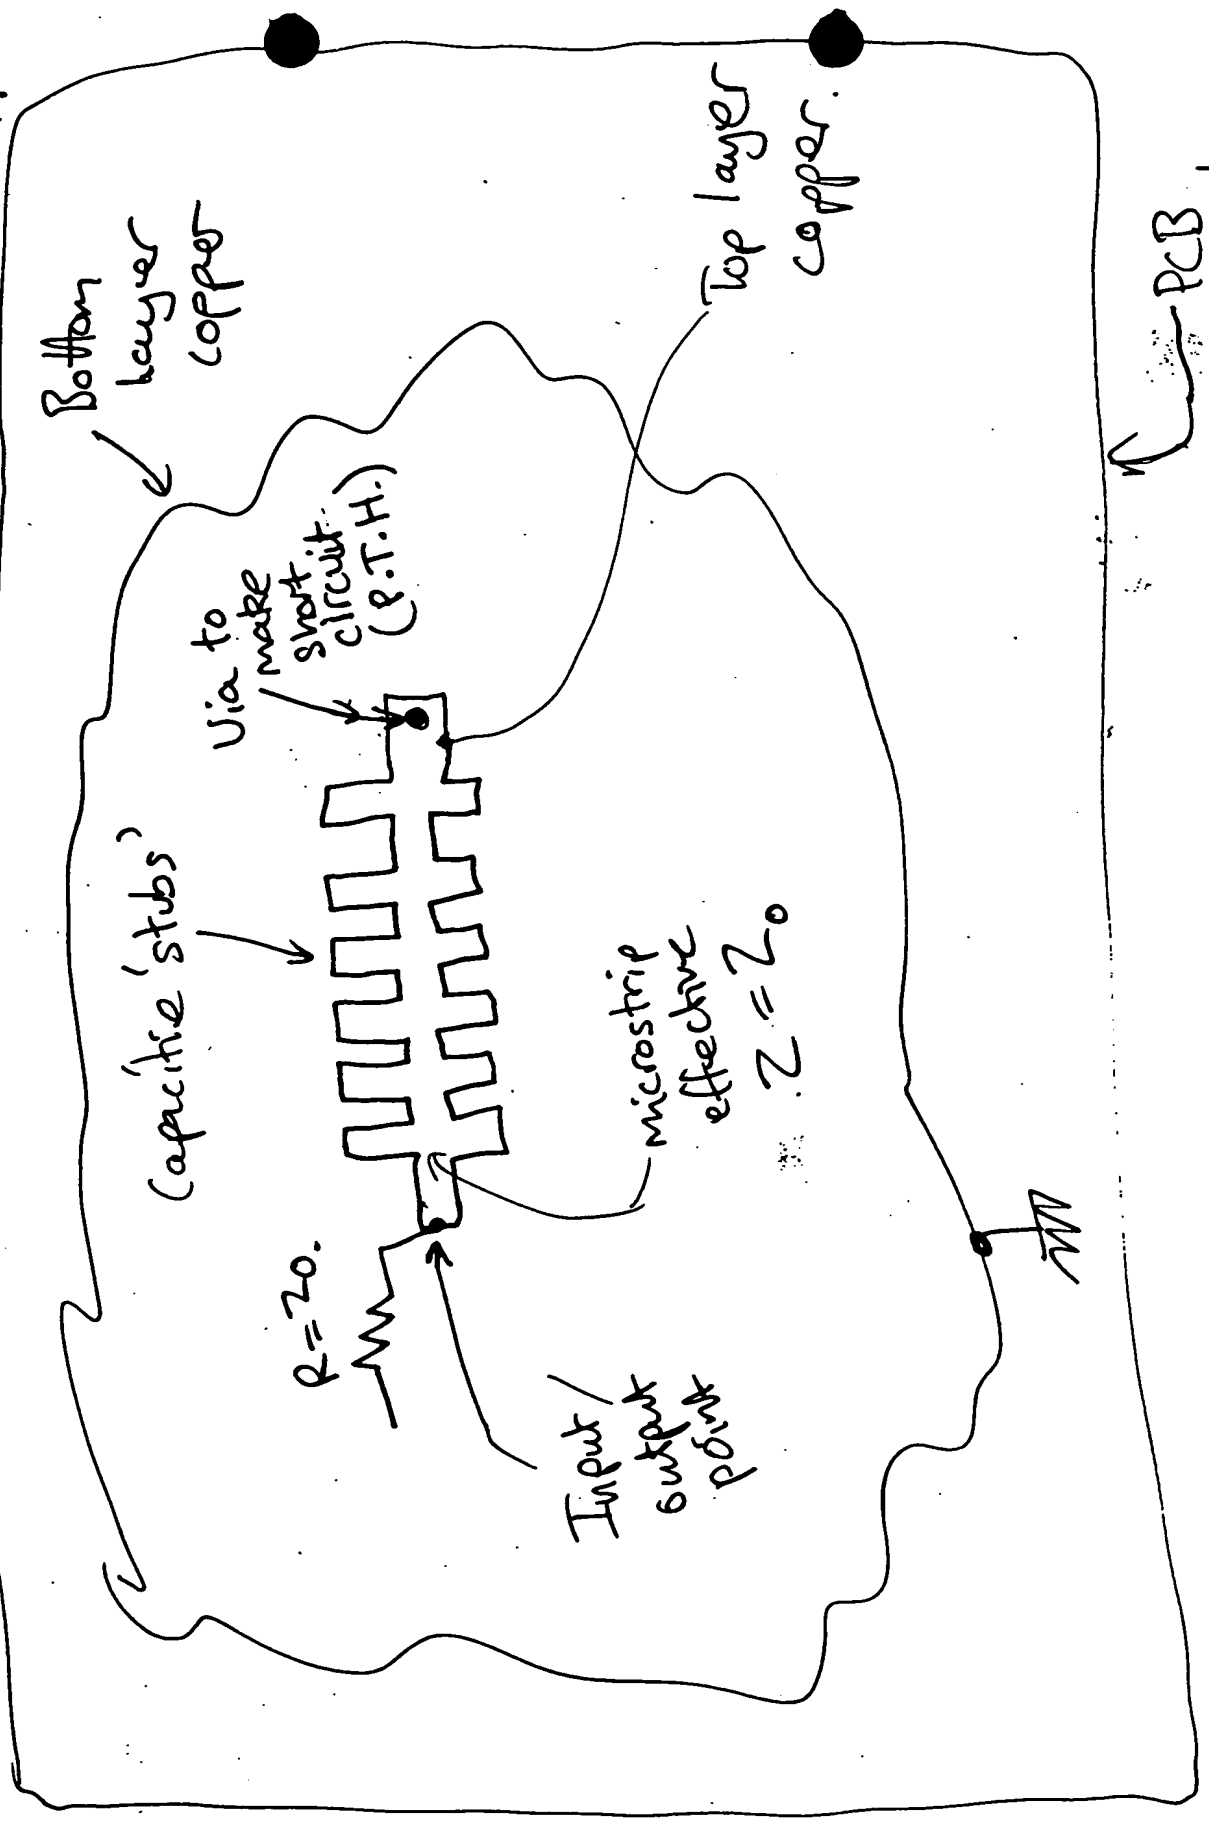 Bottom
Layer
copper
Top layer
copper.
PCB
Via to
make
short
circuit
(P.T.H.)
Capacitie 'stubs'
microstrip
effective
Z = Zo
R = Zo.
Input /
output
point